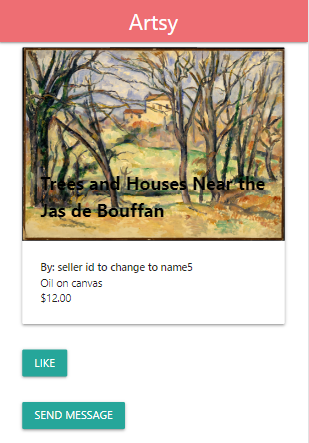 Artsy
Trees and Houses Near the
Jas de Bouffan
By: seller id to change to name5
Oil on canvas
$12.00
LIKE
SEND MESSAGE